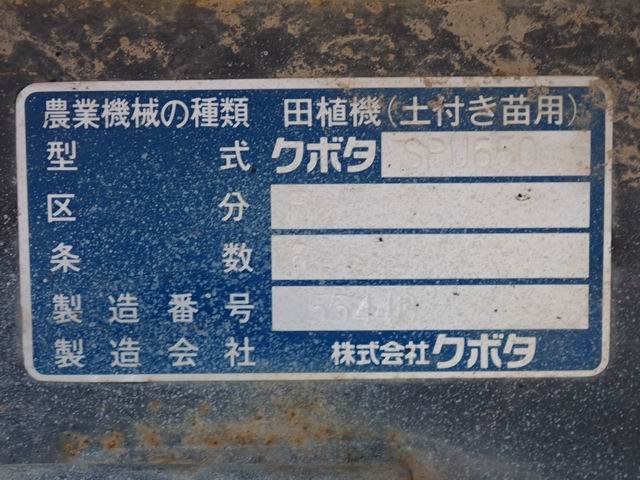 農業機械の種類 田植機(土付き苗用)
型式 クボタ
区分
条数 6
製造番号
製造会社 株式会社クボタ